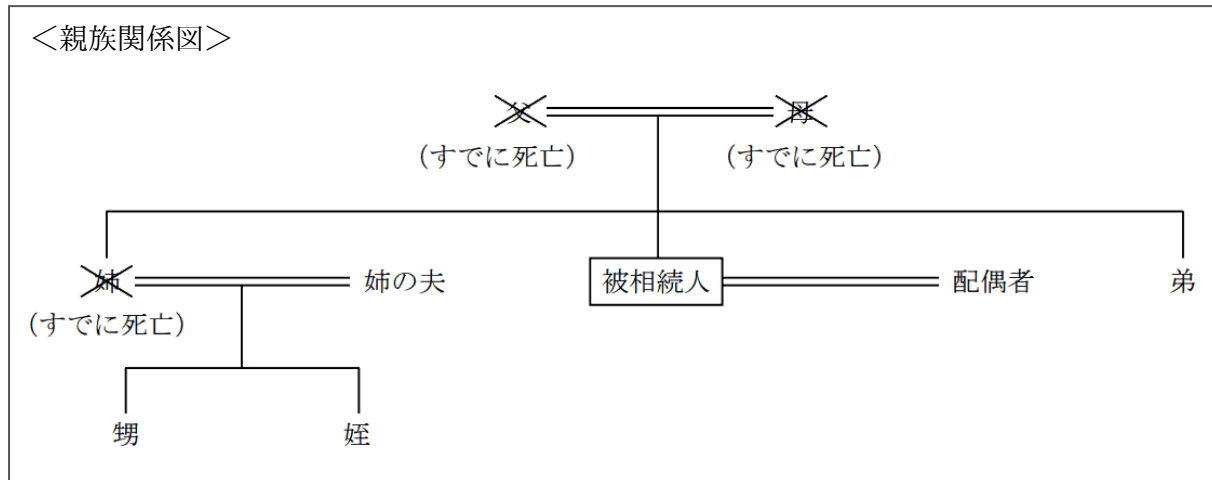 ＜親族関係図＞
父 母
(すでに死亡) (すでに死亡)
姉 姉の夫 被相続人 配偶者 弟
(すでに死亡)
甥 姪